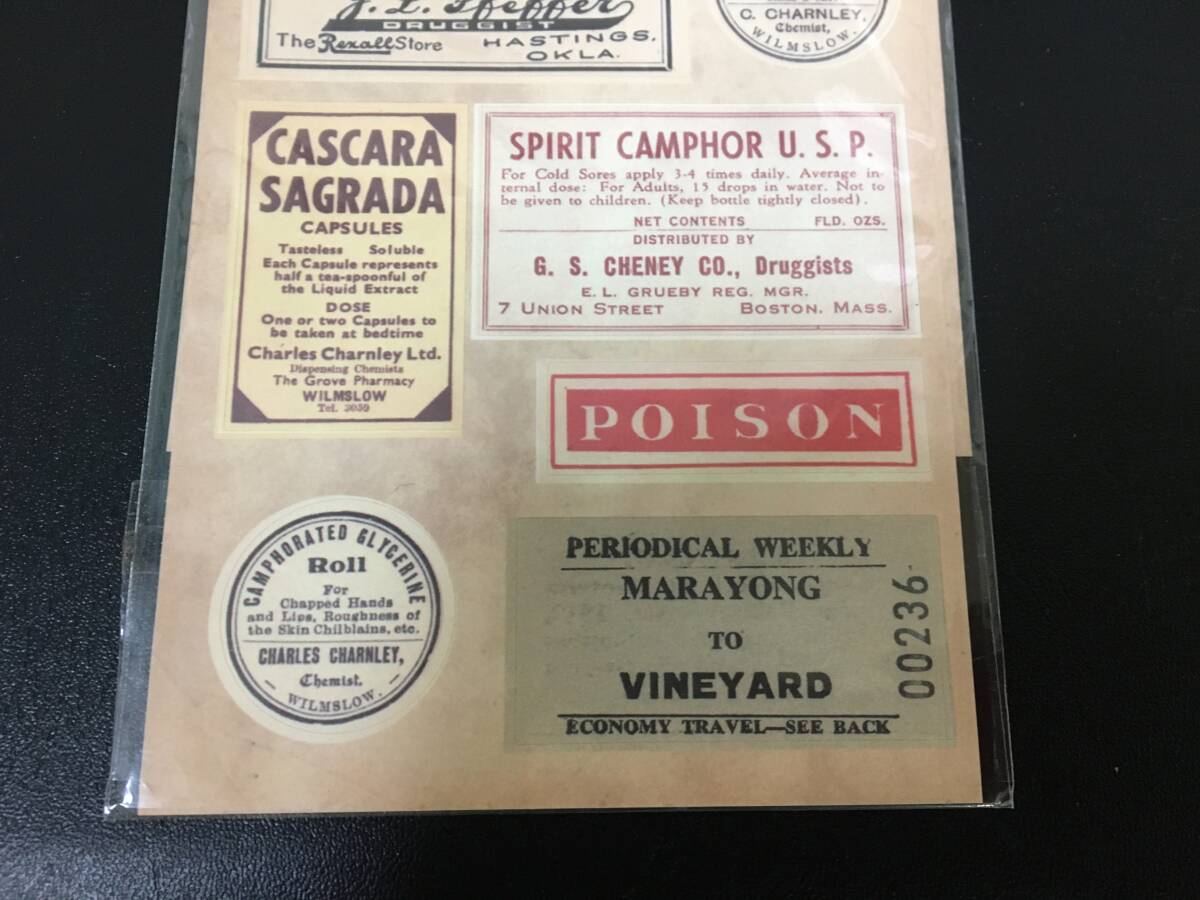 J. L. Pfeffer
DRUGGIST
The Rexall Store
HASTINGS,
OKLA.
C. CHARNLEY,
Chemist,
WILMSLOW.
CASCARA
SAGRADA
CAPSULES
Tasteless Soluble
Each Capsule represents
half a tea-spoonful of
the Liquid Extract
DOSE
One or two Capsules to
be taken at bedtime
Charles Charnley Ltd.
Dispensing Chemists
The Grove Pharmacy
WILMSLOW
Tel. 3039
SPIRIT CAMPHOR U. S. P.
For Cold Sores apply 3-4 times daily. Average in-
ternal dose: For Adults, 15 drops in water. Not to
be given to children. (Keep bottle tightly closed).
NET CONTENTS FLD. OZS.
DISTRIBUTED BY
G. S. CHENEY CO., Druggists
E. L. GRUEBY REG. MGR.
7 UNION STREET BOSTON, MASS.
POISON
CAMPHORATED GLYCERINE
Roll
For
Chapped Hands
and Lips, Roughness of
the Skin Chilblains, etc.
CHARLES CHARNLEY,
Chemist.
— WILMSLOW. —
PERIODICAL WEEKLY
MARAYONG
TO
VINEYARD
ECONOMY TRAVEL—SEE BACK
00236